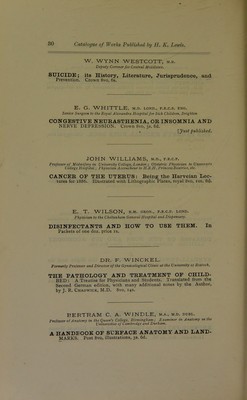 30 Catalogue of Works Published by H. K. Lewis.
W. WYNN WESTCOTT, M.B.
Deputy Coroner for Central Middlesex.
SUICIDE; its History, Literature, Jurisprudence, and
Prevention. Crown 8vo, 6s.
E. G. WHITTLE, M.D. LOND., F.R.C.S. ENG.
Senior Surgeon to the Royal Alexandra Hospital, for Sick Children, Brighton.
CONGESTIVE NEURASTHENIA, OR INSOMNIA AND
NERVE DEPRESSION. Crown 8vo, 3s. 6d.
[Just published.
JOHN WILLIAMS, M.D., F.R.C.P.
Professor of Midwifery in University College, London; Obstetric Physician to University
College Hospital; Physician Accoucheur to H.R.H. Princess Beatrice, etc.
CANCER OF THE UTERUS: Being the Harveian Lec-
tures for 1886. Illustrated with Lithographic Plates, royal 8vo, 10s. 6d.
E. T. WILSON, B.M. OXON., F.R.C.P. LOND.
Physician to the Cheltenham General Hospital and Dispensary.
DISINFECTANTS AND HOW TO USE THEM. In
Packets of one doz. price 1s.
DR. F. WINCKEL.
Formerly Professor and Director of the Gynæcological Clinic at the University of Rostock.
THE PATHOLOGY AND TREATMENT OF CHILD-
BED: A Treatise for Physicians and Students. Translated from the
Second German edition, with many additional notes by the Author,
by J. R. CHADWICK, M.D. 8vo, 14s.
BERTRAM C. A. WINDLE, M.A., M.D. DUBL.
Professor of Anatomy in the Queen's College, Birmingham; Examiner in Anatomy in the
Universities of Cambridge and Durham.
A HANDBOOK OF SURFACE ANATOMY AND LAND-
MARKS. Post 8vo, Illustrations, 3s. 6d.